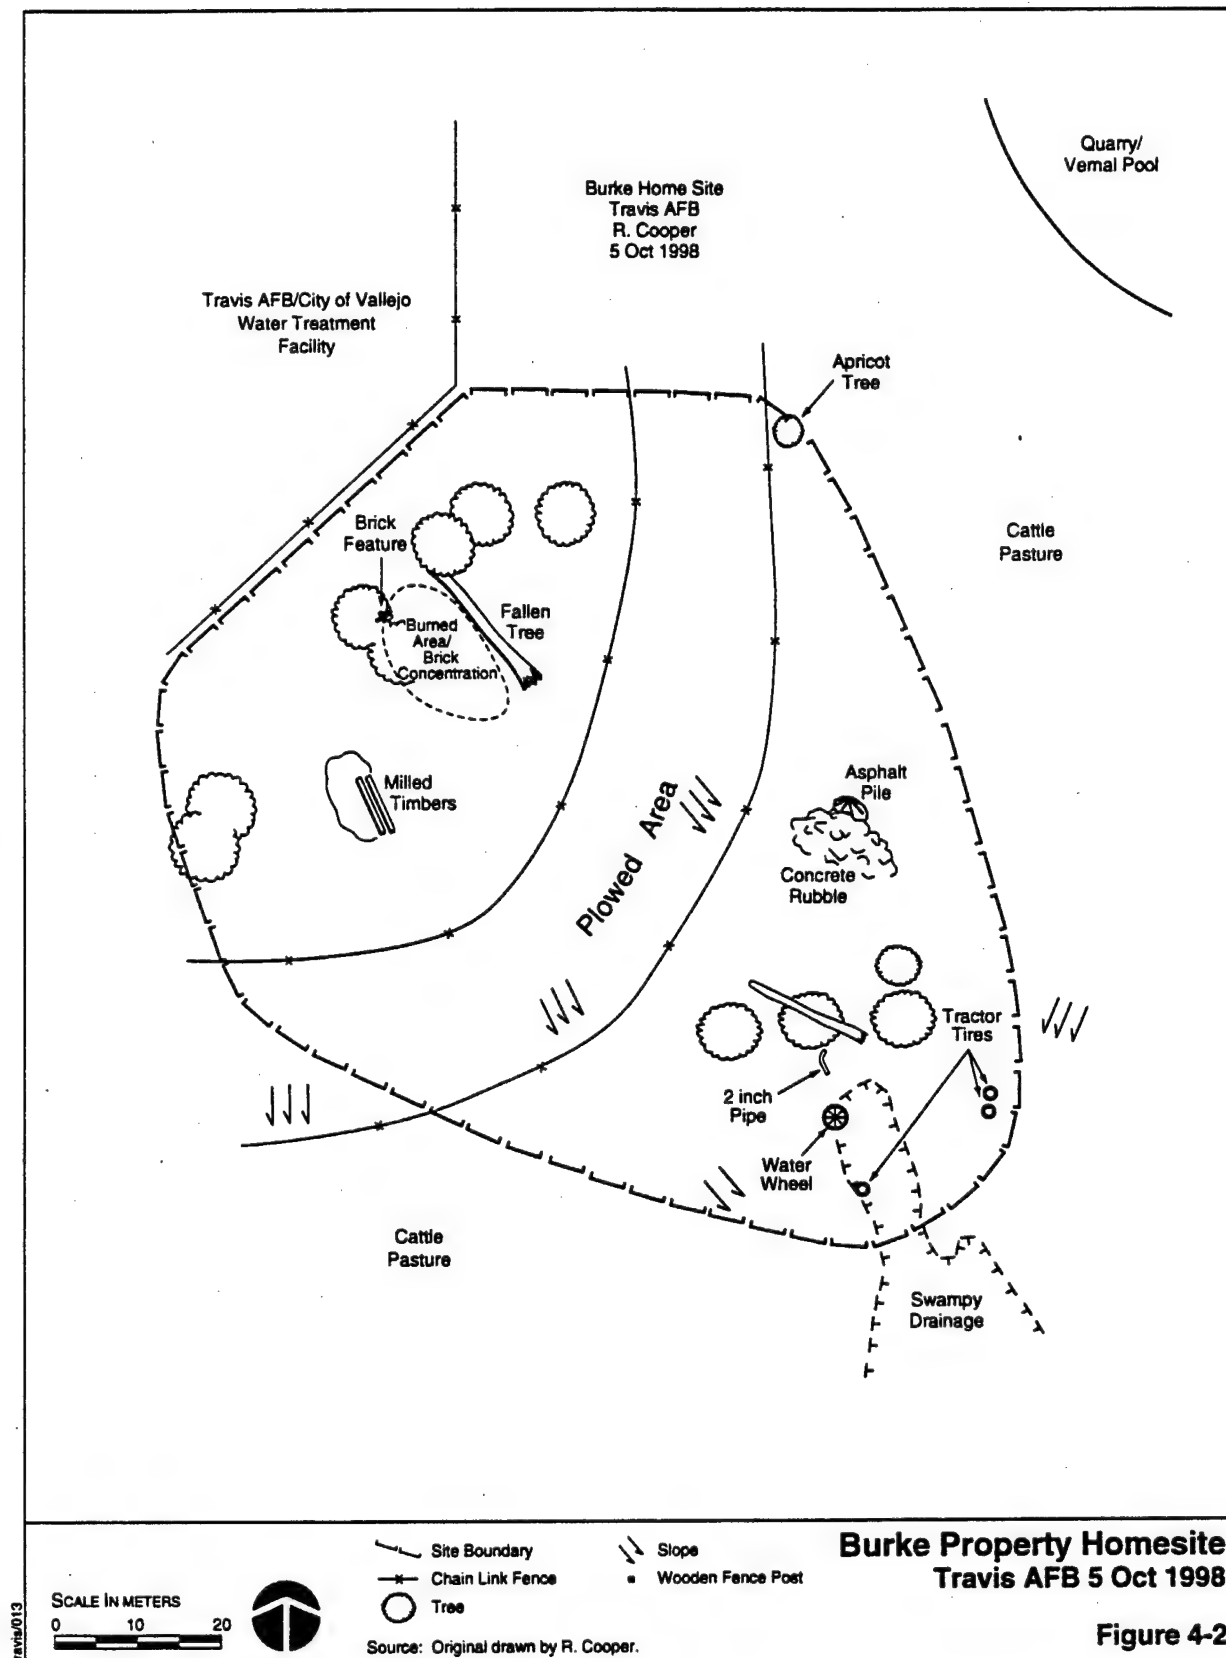 Quarry/
Vernal Pool
Burke Home Site
Travis AFB
R. Cooper
5 Oct 1998
Travis AFB/City of Vallejo
Water Treatment
Facility
Apricot
Tree
Cattle
Pasture
Brick
Feature
Fallen
Tree
Burned
Area/
Brick
Concentration
Milled
Timbers
Plowed Area
Asphalt
Pile
Concrete
Rubble
Tractor
Tires
2 inch
Pipe
Water
Wheel
Cattle
Pasture
Swampy
Drainage
SCALE IN METERS
0 10 20
Site Boundary
Chain Link Fence
Tree
Slope
Wooden Fence Post
Source: Original drawn by R. Cooper.
Burke Property Homesite
Travis AFB 5 Oct 1998
Figure 4-2
ravis/013